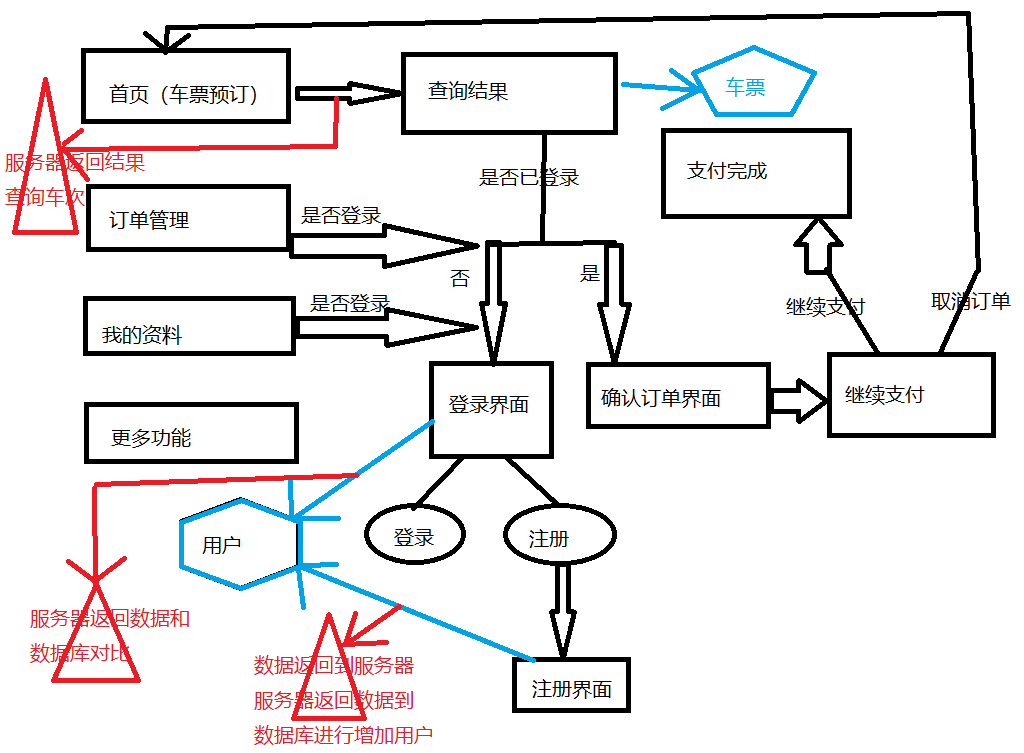 首页（车票预订）
查询结果
车票
服务器返回结果
查询车次
支付完成
是否已登录
订单管理
是否登录
否
是
我的资料
是否登录
继续支付
取消订单
登录界面
确认订单界面
继续支付
更多功能
用户
登录
注册
服务器返回数据和
数据库对比
数据返回到服务器
服务器返回数据到
数据库进行增加用户
注册界面